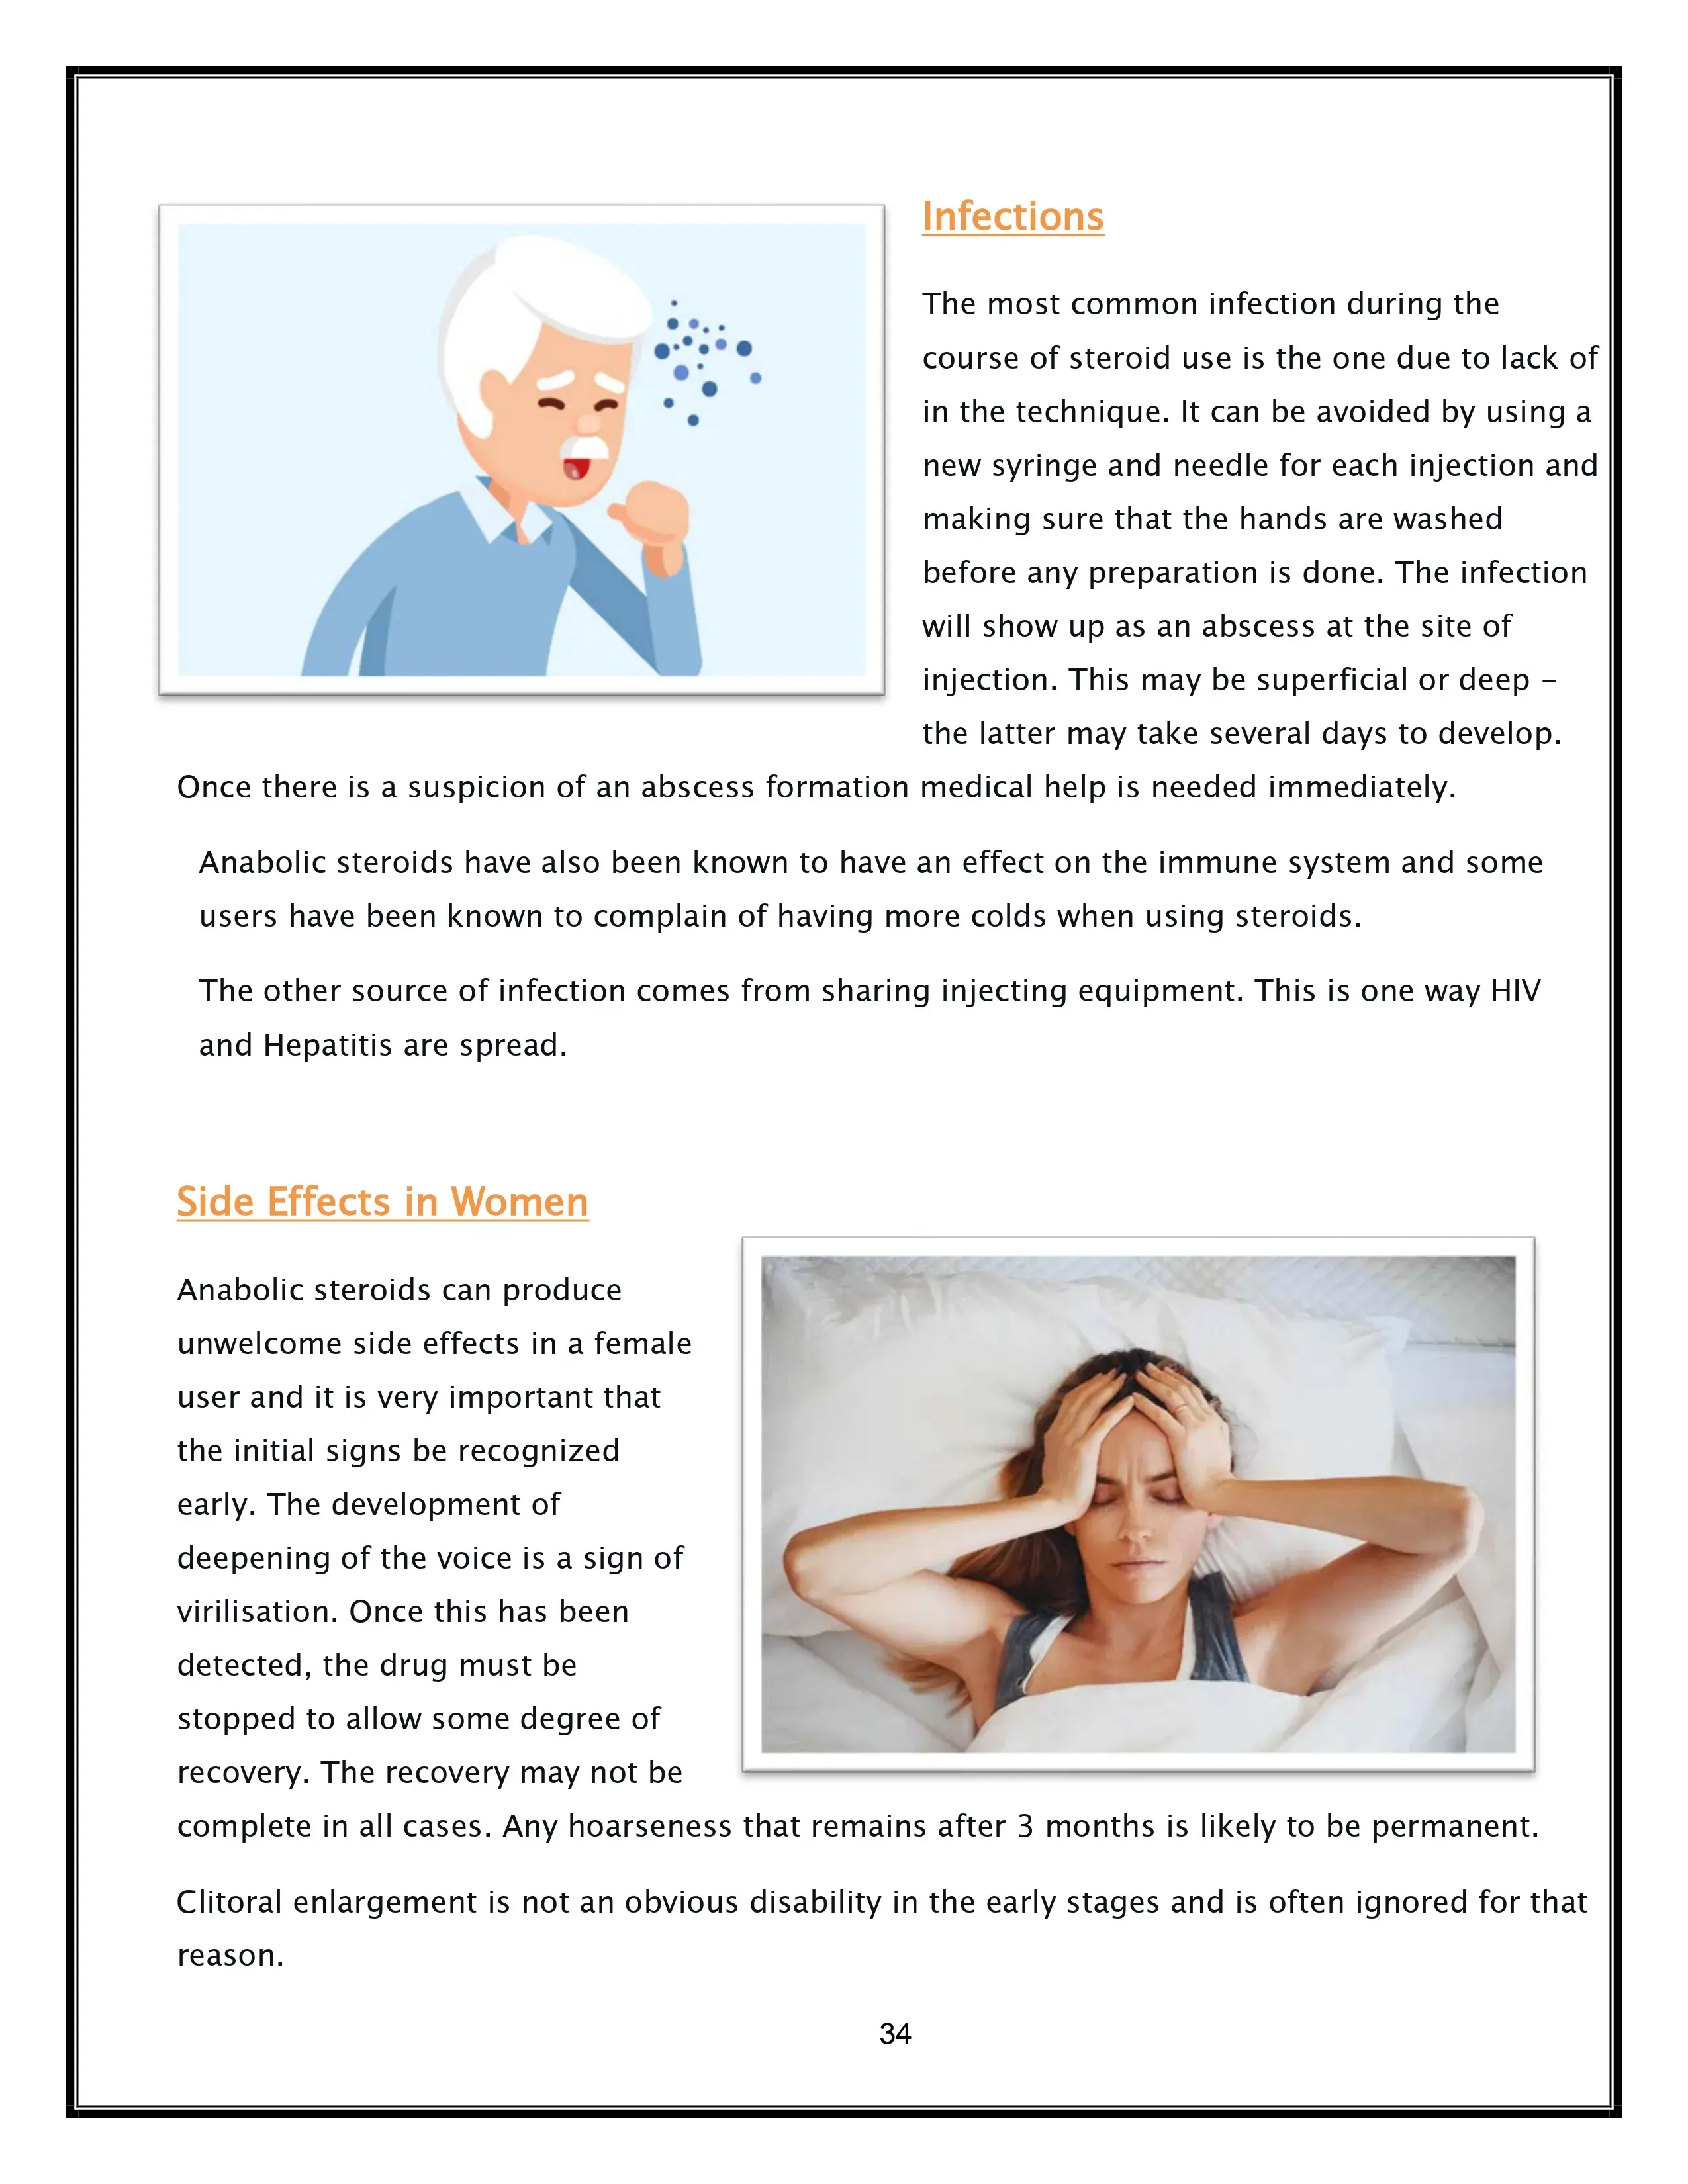 Infections
The most common infection during the
course of steroid use is the one due to lack of
in the technique. It can be avoided by using a
new syringe and needle for each injection and
making sure that the hands are washed
before any preparation is done. The infection
will show up as an abscess at the site of
injection. This may be superficial or deep –
the latter may take several days to develop.
Once there is a suspicion of an abscess formation medical help is needed immediately.
Anabolic steroids have also been known to have an effect on the immune system and some
users have been known to complain of having more colds when using steroids.
The other source of infection comes from sharing injecting equipment. This is one way HIV
and Hepatitis are spread.
Side Effects in Women
Anabolic steroids can produce
unwelcome side effects in a female
user and it is very important that
the initial signs be recognized
early. The development of
deepening of the voice is a sign of
virilisation. Once this has been
detected, the drug must be
stopped to allow some degree of
recovery. The recovery may not be
complete in all cases. Any hoarseness that remains after 3 months is likely to be permanent.
Clitoral enlargement is not an obvious disability in the early stages and is often ignored for that
reason.
34